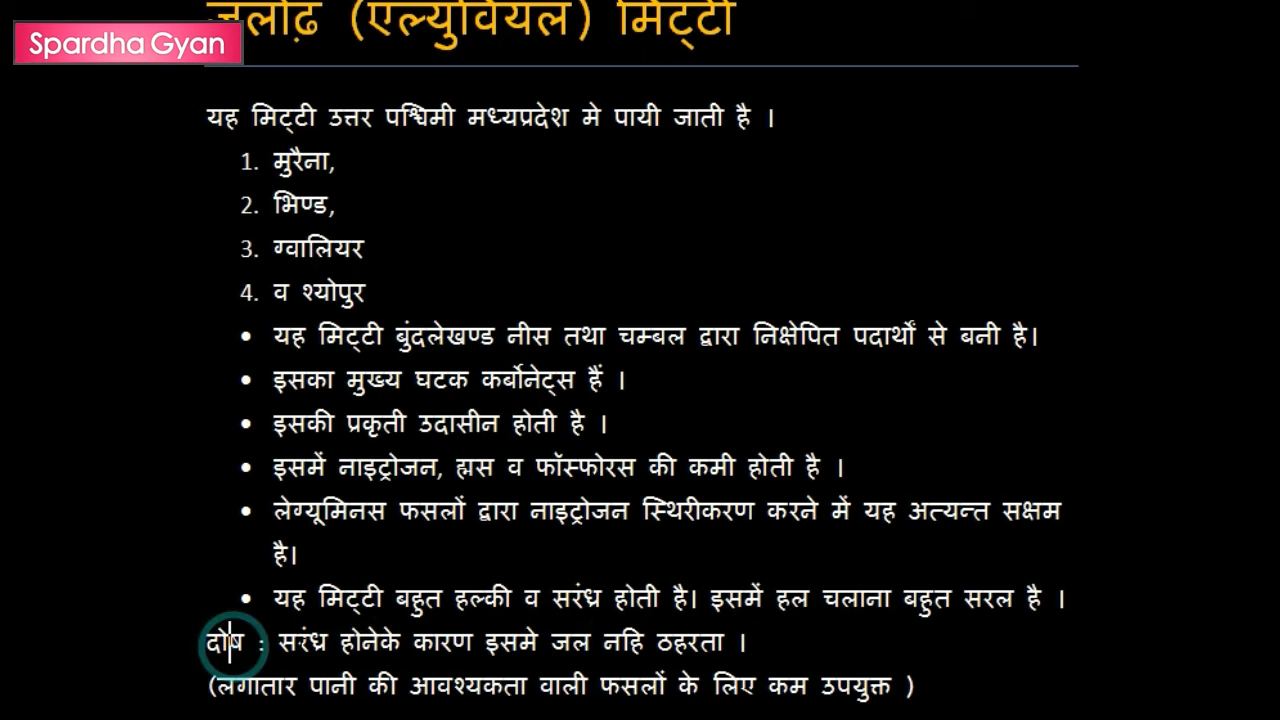 Spardha Gyan
जलोढ़ (एल्युवियल) मिट्टी
यह मिट्टी उत्तर पश्चिमी मध्यप्रदेश मे पायी जाती है ।
1. मुरैना,
2. भिण्ड,
3. ग्वालियर
4. व श्योपुर
• यह मिट्टी बुंदलेखण्ड नीस तथा चम्बल द्वारा निक्षेपित पदार्थों से बनी है।
• इसका मुख्य घटक कर्बोनेट्स हैं ।
• इसकी प्रकृती उदासीन होती है ।
• इसमें नाइट्रोजन, ह्मस व फॉस्फोरस की कमी होती है ।
• लेग्यूमिनस फसलों द्वारा नाइट्रोजन स्थिरीकरण करने में यह अत्यन्त सक्षम
है।
• यह मिट्टी बहुत हल्की व सरंध्र होती है। इसमें हल चलाना बहुत सरल है ।
दोष : सरंध्र होनेके कारण इसमे जल नहि ठहरता ।
(लगातार पानी की आवश्यकता वाली फसलों के लिए कम उपयुक्त )